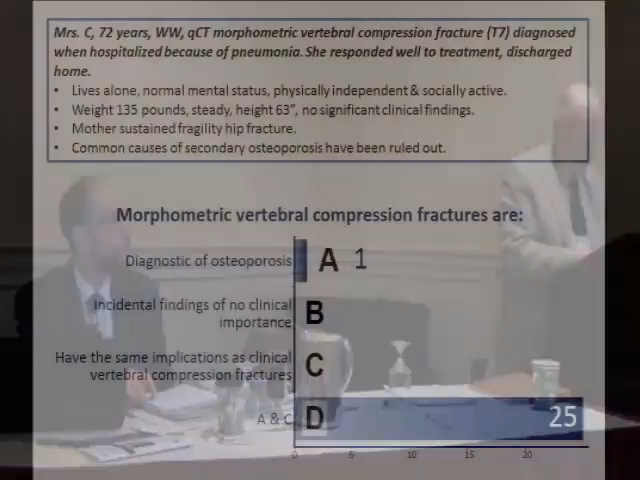 Mrs. C, 72 years, WW, qCT morphometric vertebral compression fracture (T7) diagnosed
when hospitalized because of pneumonia. She responded well to treatment, discharged
home.
• Lives alone, normal mental status, physically independent & socially active.
• Weight 135 pounds, steady, height 63", no significant clinical findings.
• Mother sustained fragility hip fracture.
• Common causes of secondary osteoporosis have been ruled out.
Morphometric vertebral compression fractures are:
Diagnostic of osteoporosis A 1
Incidental findings of no clinical
importance B
Have the same implications as clinical
vertebral compression fractures C
A & C D 25
0 5 10 15 20